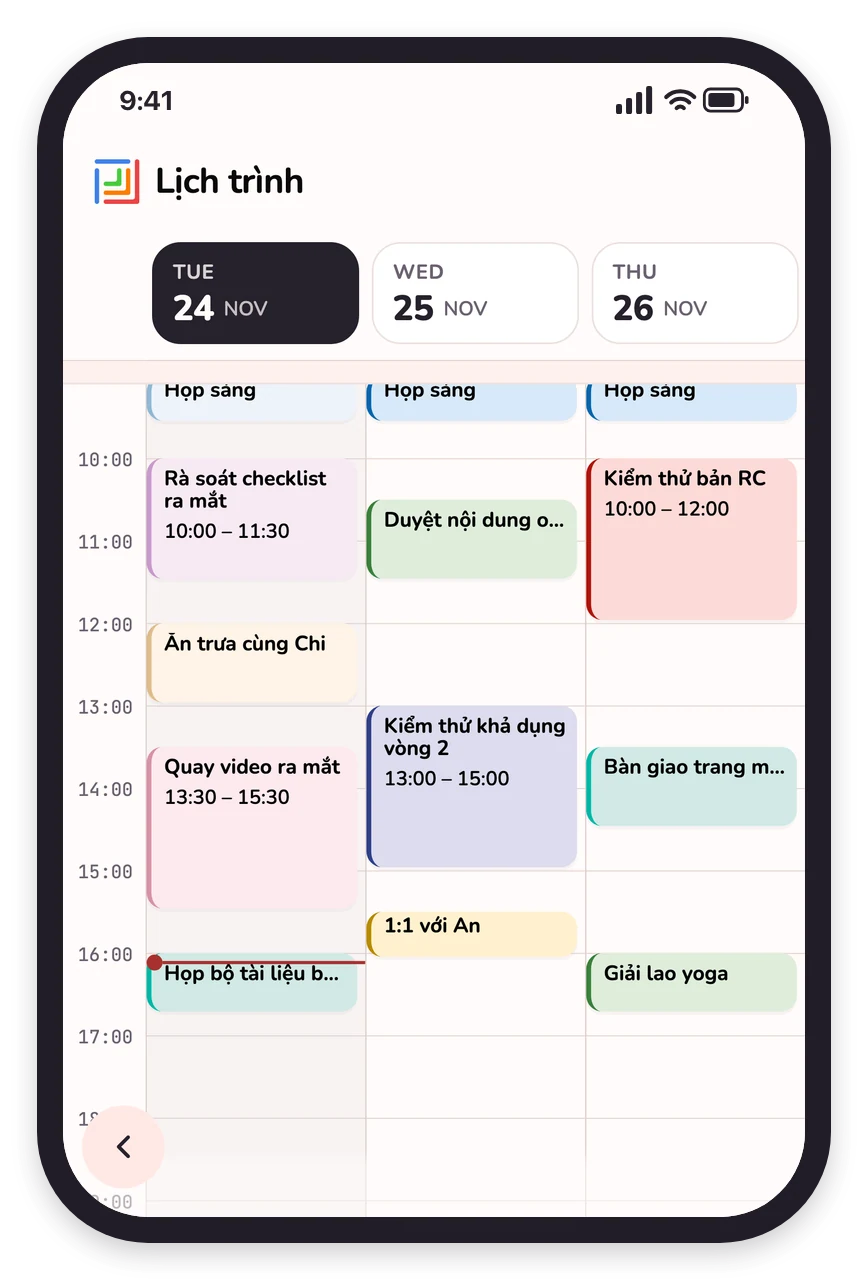 9:41
Lịch trình
TUE
24 NOV
WED
25 NOV
THU
26 NOV
Họp sáng
Họp sáng
Họp sáng
10:00
Rà soát checklist
ra mắt
10:00 – 11:30
Kiểm thử bản RC
10:00 – 12:00
Duyệt nội dung o...
11:00
12:00
Ăn trưa cùng Chi
13:00
Kiểm thử khả dụng
vòng 2
13:00 – 15:00
Quay video ra mắt
13:30 – 15:30
Bàn giao trang m...
14:00
15:00
1:1 với An
16:00
Họp bộ tài liệu b...
Giải lao yoga
17:00